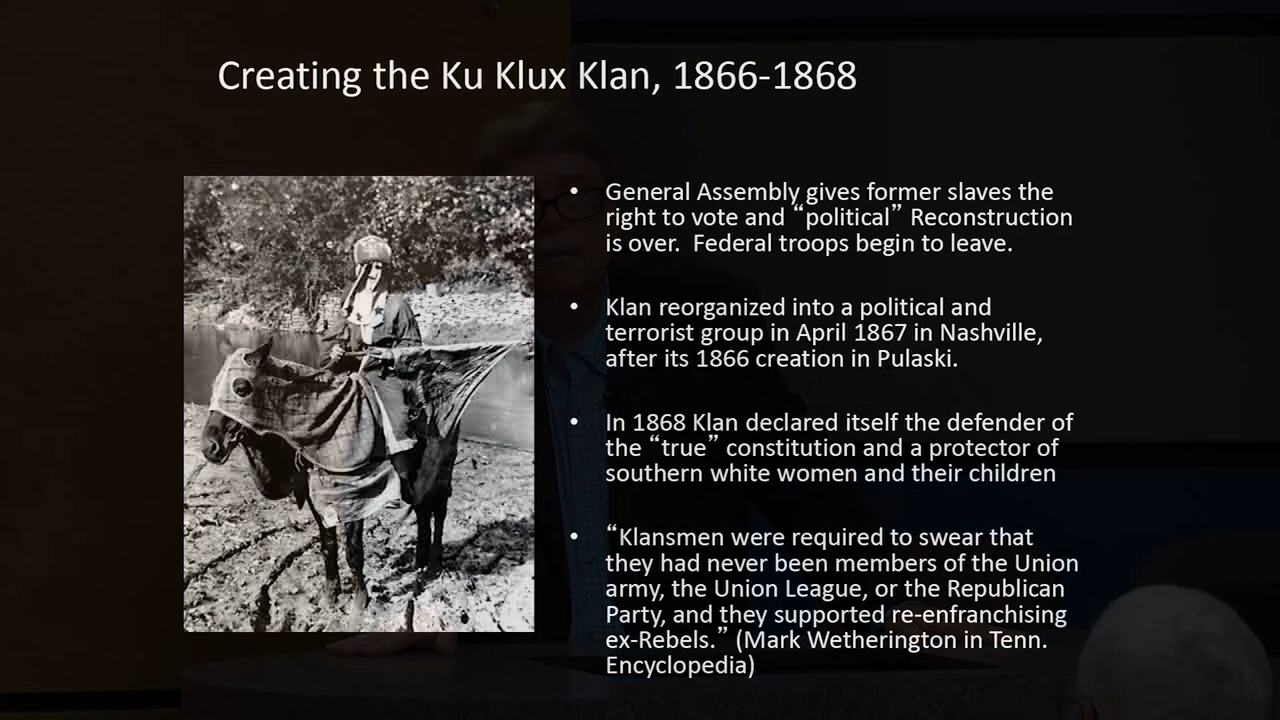 Creating the Ku Klux Klan, 1866-1868
• General Assembly gives former slaves the
right to vote and “political” Reconstruction
is over.  Federal troops begin to leave.
• Klan reorganized into a political and
terrorist group in April 1867 in Nashville,
after its 1866 creation in Pulaski.
• In 1868 Klan declared itself the defender of
the “true” constitution and a protector of
southern white women and their children
• “Klansmen were required to swear that
they had never been members of the Union
army, the Union League, or the Republican
Party, and they supported re-enfranchising
ex-Rebels.” (Mark Wetherington in Tenn.
Encyclopedia)